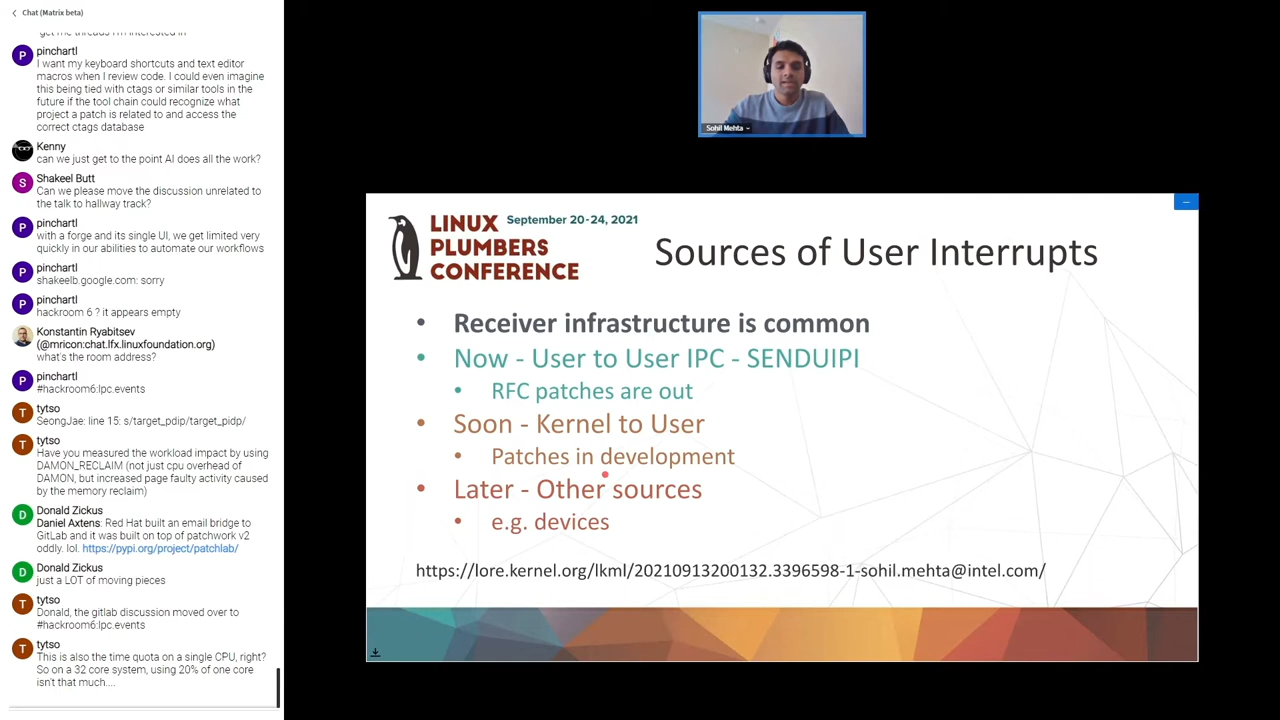 Chat (Matrix beta)
get me threads I'm interested in
pinchartl
I want my keyboard shortcuts and text editor
macros when I review code. I could even imagine
this being tied with ctags or similar tools in the
future if the tool chain could recognize what
project a patch is related to and access the
correct ctags database
Kenny
can we just get to the point AI does all the work?
Shakeel Butt
Can we please move the discussion unrelated to
the talk to hallway track?
pinchartl
with a forge and its single UI, we get limited very
quickly in our abilities to automate our workflows
pinchartl
shakeelb.google.com: sorry
pinchartl
hackroom 6 ? it appears empty
Konstantin Ryabitsev
(@mricon:chat.lfx.linuxfoundation.org)
what's the room address?
pinchartl
#hackroom6:lpc.events
tytso
SeongJae: line 15: s/target_pdip/target_pidp/
tytso
Have you measured the workload impact by using
DAMON_RECLAIM (not just cpu overhead of
DAMON, but increased page faulty activity caused
by the memory reclaim)
Donald Zickus
Daniel Axtens: Red Hat built an email bridge to
GitLab and it was built on top of patchwork v2
oddly. lol. https://pypi.org/project/patchlab/
Donald Zickus
just a LOT of moving pieces
tytso
Donald, the gitlab discussion moved over to
#hackroom6:lpc.events
tytso
This is also the time quota on a single CPU, right?
So on a 32 core system, using 20% of one core
isn't that much....
P
P
K
S
P
P
P
P
T
T
D
D
T
T
Sohil Mehta
LINUX September 20-24, 2021
PLUMBERS
CONFERENCE
Sources of User Interrupts
• Receiver infrastructure is common
• Now - User to User IPC - SENDUIPI
• RFC patches are out
• Soon - Kernel to User
• Patches in development
• Later - Other sources
• e.g. devices
https://lore.kernel.org/lkml/20210913200132.3396598-1-sohil.mehta@intel.com/